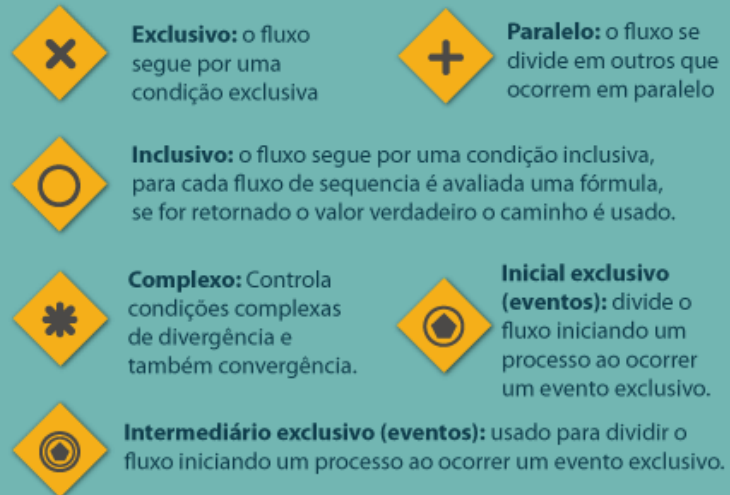 Exclusivo: o fluxo
segue por uma
condição exclusiva
Paralelo: o fluxo se
divide em outros que
ocorrem em paralelo
Inclusivo: o fluxo segue por uma condição inclusiva,
para cada fluxo de sequencia é avaliada uma fórmula,
se for retornado o valor verdadeiro o caminho é usado.
Complexo: Controla
condições complexas
de divergência e
também convergência.
Inicial exclusivo
(eventos): divide o
fluxo iniciando um
processo ao ocorrer
um evento exclusivo.
Intermediário exclusivo (eventos): usado para dividir o
fluxo iniciando um processo ao ocorrer um evento exclusivo.